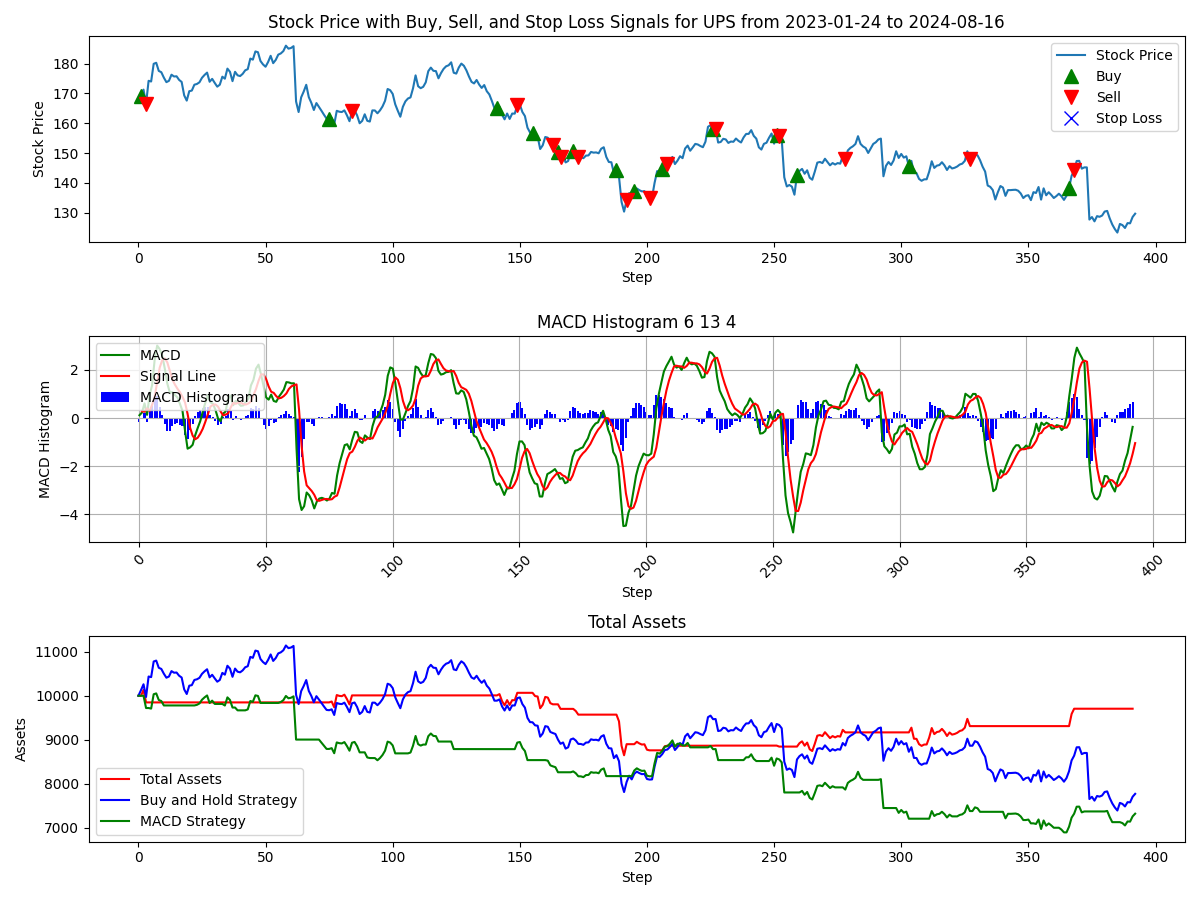 Stock Price with Buy, Sell, and Stop Loss Signals for UPS from 2023-01-24 to 2024-08-16
Stock Price
180
170
160
150
140
130
Stock Price
Buy
Sell
Stop Loss
0 50 100 150 200 250 300 350 400
Step
MACD Histogram 6 13 4
MACD Histogram
2
0
−2
−4
MACD
Signal Line
MACD Histogram
0 50 100 150 200 250 300 350 400
Step
Total Assets
Assets
11000
10000
9000
8000
7000
Total Assets
Buy and Hold Strategy
MACD Strategy
0 50 100 150 200 250 300 350 400
Step